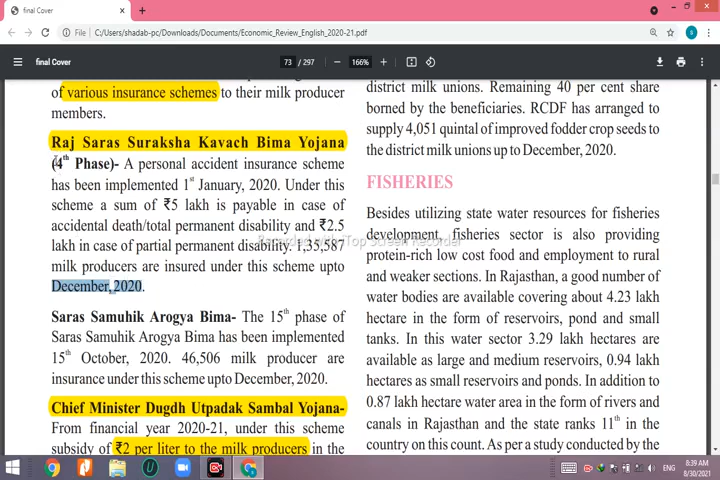 final Cover
File
C:/Users/shadab-pc/Downloads/Documents/Economic_Review_English_2020-21.pdf
final Cover
73 / 297
166%
of various insurance schemes to their milk producer
members.
Raj Saras Suraksha Kavach Bima Yojana
(4th Phase)- A personal accident insurance scheme
has been implemented 1st January, 2020. Under this
scheme a sum of ₹5 lakh is payable in case of
accidental death/total permanent disability and ₹2.5
lakh in case of partial permanent disability. 1,35,587
milk producers are insured under this scheme upto
December, 2020.
Saras Samuhik Arogya Bima- The 15th phase of
Saras Samuhik Arogya Bima has been implemented
15th October, 2020. 46,506 milk producer are
insurance under this scheme upto December, 2020.
Chief Minister Dugdh Utpadak Sambal Yojana-
From financial year 2020-21, under this scheme
subsidy of ₹2 per liter to the milk producers in the
district milk unions. Remaining 40 per cent share
borned by the beneficiaries. RCDF has arranged to
supply 4,051 quintal of improved fodder crop seeds to
the district milk unions up to December, 2020.
FISHERIES
Besides utilizing state water resources for fisheries
development, fisheries sector is also providing
protein-rich low cost food and employment to rural
and weaker sections. In Rajasthan, a good number of
water bodies are available covering about 4.23 lakh
hectare in the form of reservoirs, pond and small
tanks. In this water sector 3.29 lakh hectares are
available as large and medium reservoirs, 0.94 lakh
hectares as small reservoirs and ponds. In addition to
0.87 lakh hectare water area in the form of rivers and
canals in Rajasthan and the state ranks 11th in the
country on this count. As per a study conducted by the
Recorded with iTop Screen Recorder
ENG
8:39 AM
8/30/2021